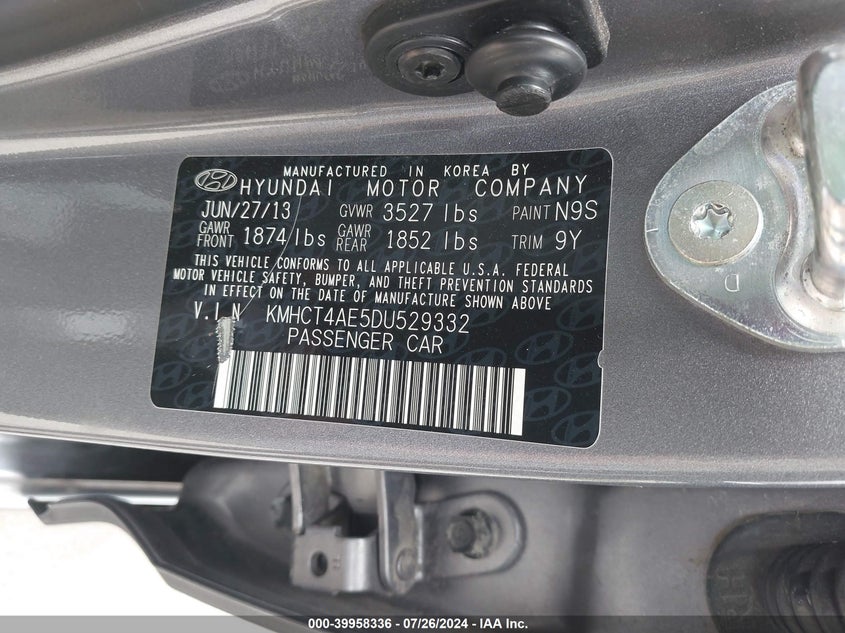 MANUFACTURED IN KOREA BY
HYUNDAI MOTOR COMPANY
JUN/27/13 GVWR 3527 lbs PAINT N9S
GAWR FRONT 1874 lbs GAWR REAR 1852 lbs TRIM 9Y
THIS VEHICLE CONFORMS TO ALL APPLICABLE U.S.A. FEDERAL
MOTOR VEHICLE SAFETY, BUMPER, AND THEFT PREVENTION STANDARDS
IN EFFECT ON THE DATE OF MANUFACTURE SHOWN ABOVE
V.I.N KMHCT4AE5DU529332
PASSENGER CAR
D
000-39958336 / 07/26/2024 - IAA Inc.